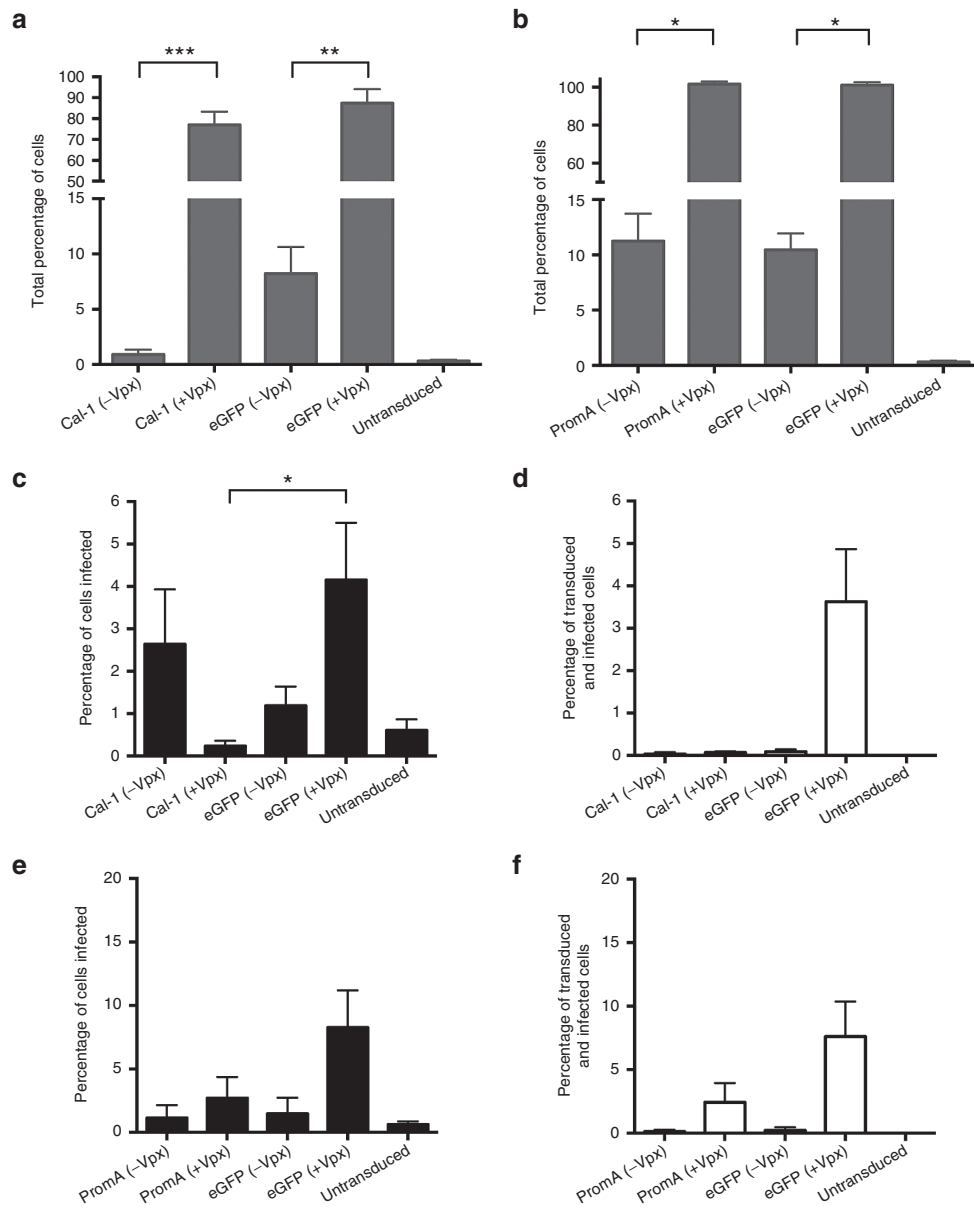 a
***
**
Total percentage of cells
100
90
80
70
60
50
15
10
5
0
Cal-1 (–Vpx)
Cal-1 (+Vpx)
eGFP (–Vpx)
eGFP (+Vpx)
Untransduced
b
*
*
Total percentage of cells
100
80
60
15
10
5
0
PromA (–Vpx)
PromA (+Vpx)
eGFP (–Vpx)
eGFP (+Vpx)
Untransduced
c
*
Percentage of cells infected
6
5
4
3
2
1
0
Cal-1 (–Vpx)
Cal-1 (+Vpx)
eGFP (–Vpx)
eGFP (+Vpx)
Untransduced
d
Percentage of transduced
and infected cells
6
5
4
3
2
1
0
Cal-1 (–Vpx)
Cal-1 (+Vpx)
eGFP (–Vpx)
eGFP (+Vpx)
Untransduced
e
Percentage of cells infected
20
15
10
5
0
PromA (–Vpx)
PromA (+Vpx)
eGFP (–Vpx)
eGFP (+Vpx)
Untransduced
f
Percentage of transduced
and infected cells
20
15
10
5
0
PromA (–Vpx)
PromA (+Vpx)
eGFP (–Vpx)
eGFP (+Vpx)
Untransduced